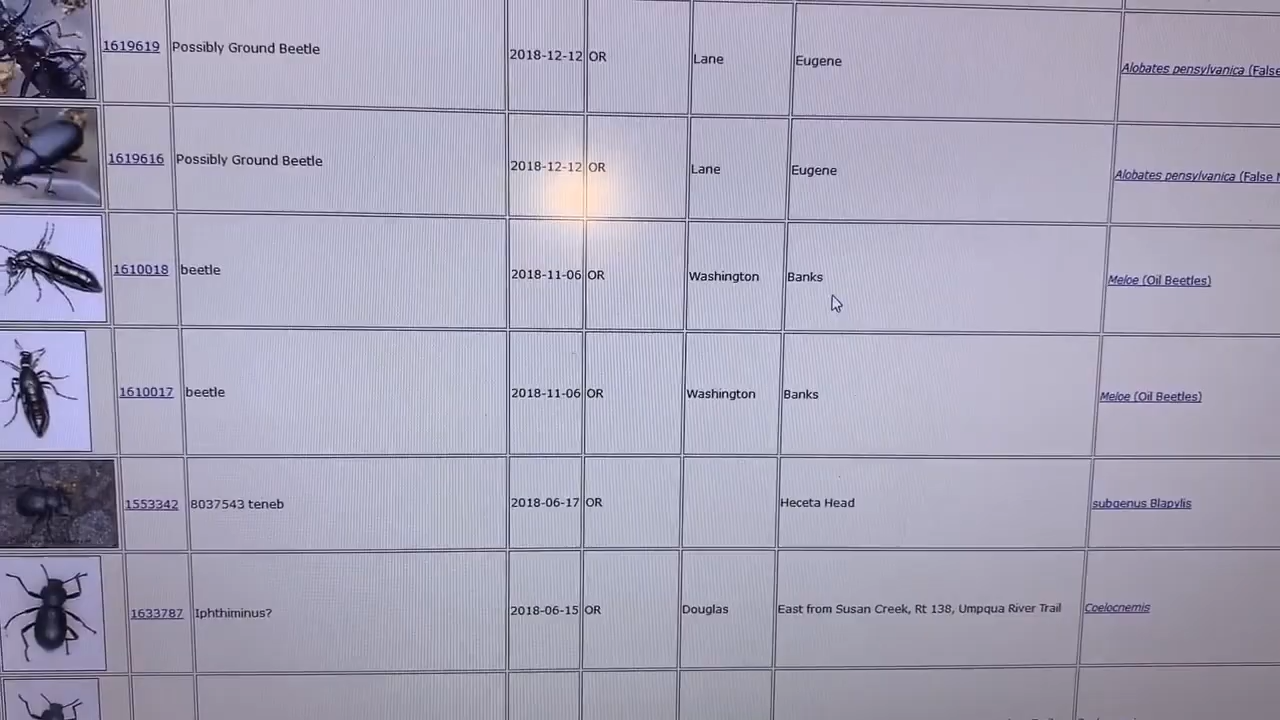 1619619 Possibly Ground Beetle 2018-12-12 OR Lane Eugene Alobates pensylvanica (False
1619616 Possibly Ground Beetle 2018-12-12 OR Lane Eugene Alobates pensylvanica (False
1610018 beetle 2018-11-06 OR Washington Banks Meloe (Oil Beetles)
1610017 beetle 2018-11-06 OR Washington Banks Meloe (Oil Beetles)
1553342 8037543 teneb 2018-06-17 OR Heceta Head subgenus Blapylis
1633787 Iphthiminus? 2018-06-15 OR Douglas East from Susan Creek, Rt 138, Umpqua River Trail Coelocnemis